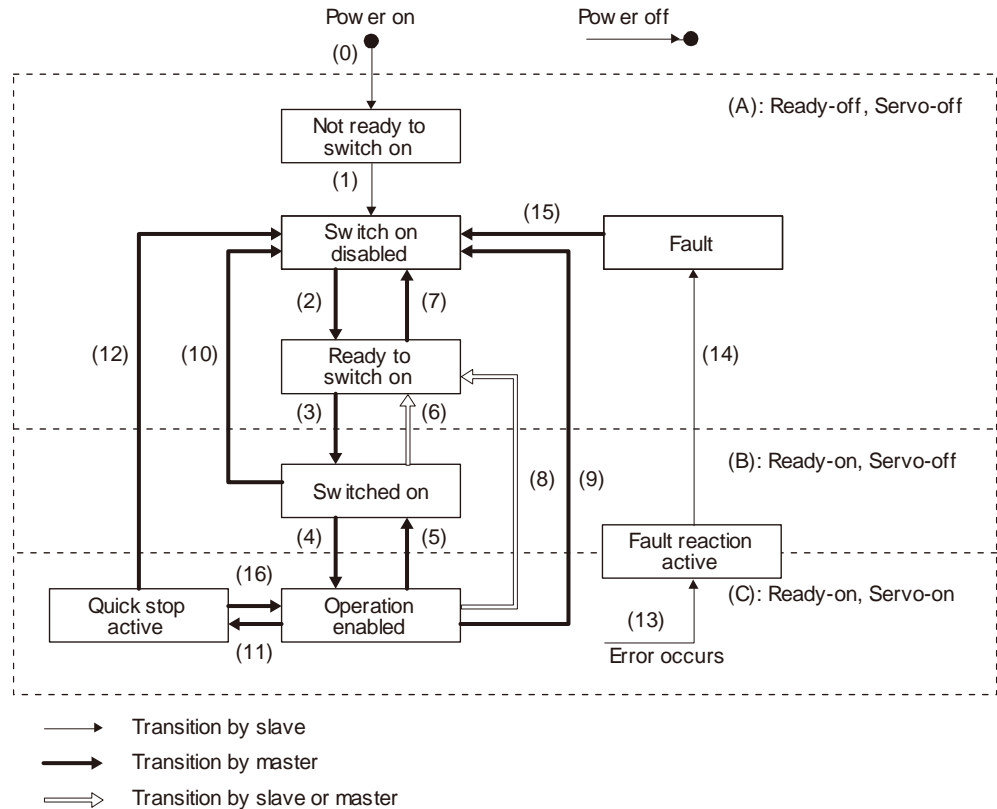 Power on
Power off
(0)
(A): Ready-off, Servo-off
Not ready to
switch on
(1)
(15)
Switch on
disabled
Fault
(2)
(7)
(12)
(10)
(14)
Ready to
switch on
(3)
(6)
(B): Ready-on, Servo-off
(8)
(9)
Switched on
(4)
(5)
Fault reaction
active
(16)
(C): Ready-on, Servo-on
Quick stop
active
Operation
enabled
(13)
(11)
Error occurs
Transition by slave
Transition by master
Transition by slave or master